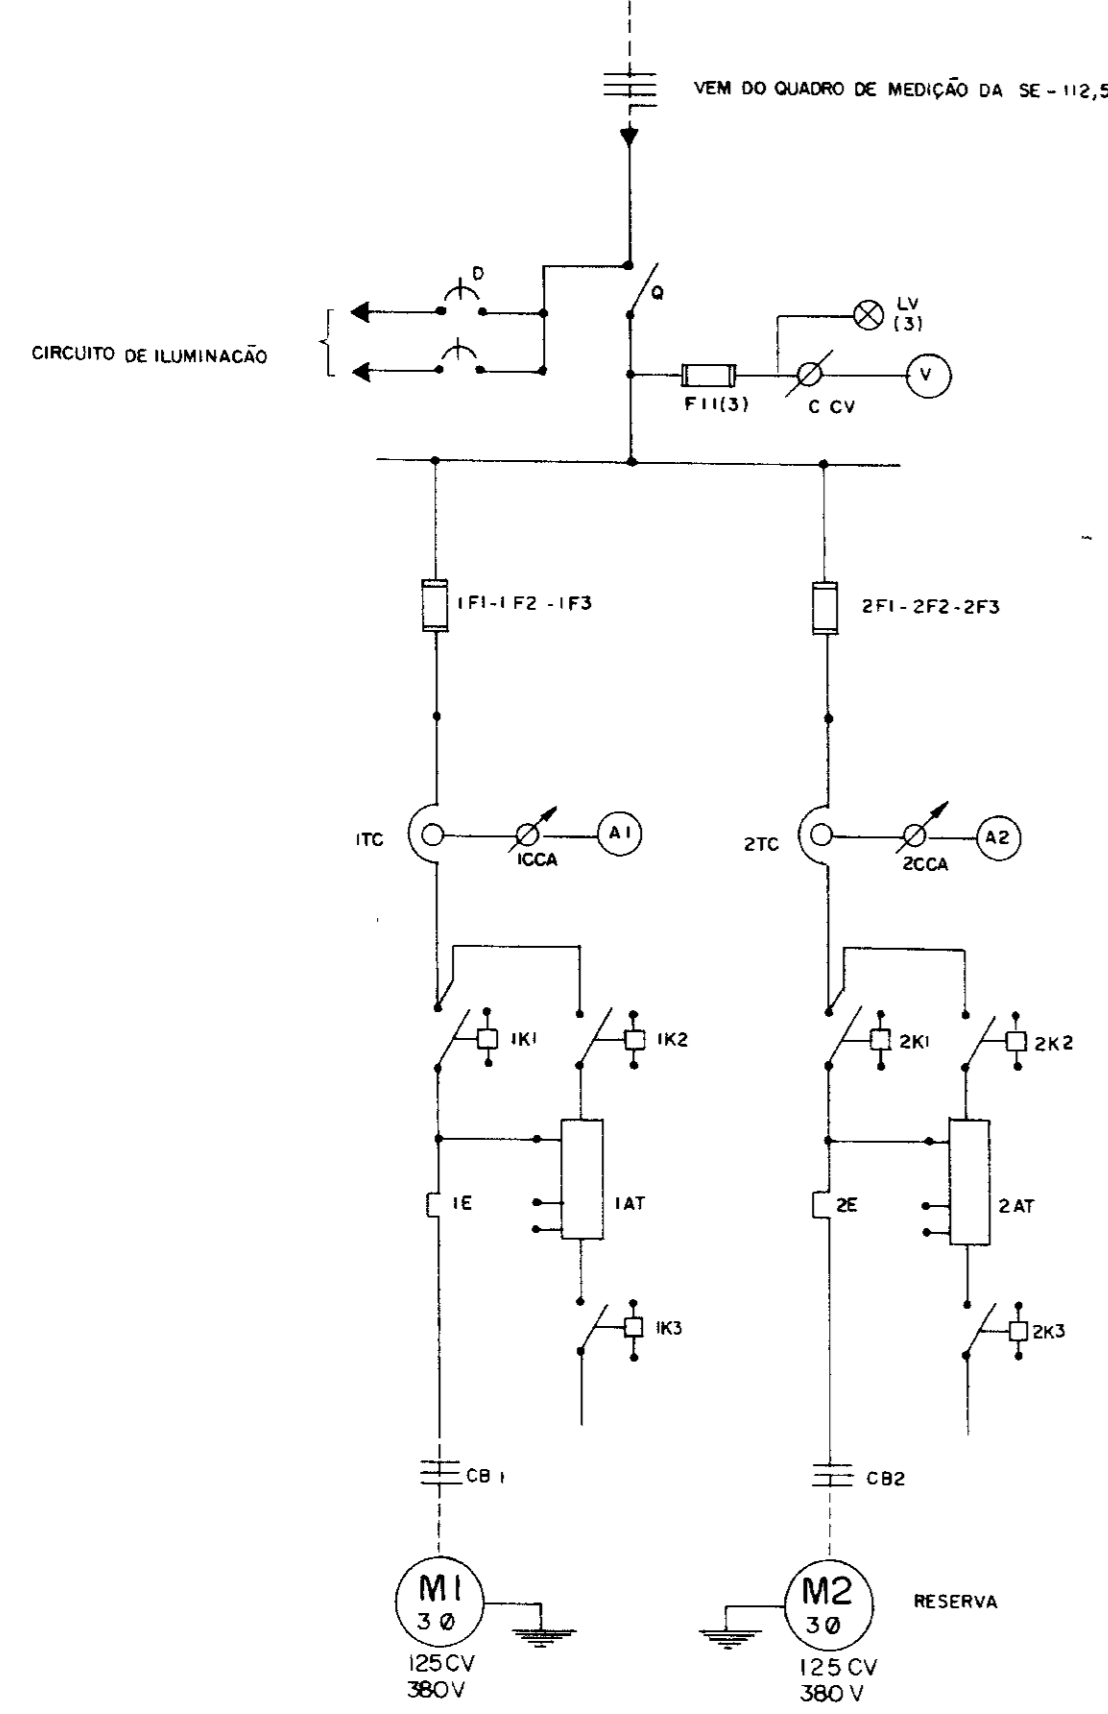 VEM DO QUADRO DE MEDIÇÃO DA SE - 112,5
D
Q
LV
(3)
CIRCUITO DE ILUMINAÇÃO
F11(3)
C CV
V
1F1-1F2-1F3
2F1-2F2-2F3
1TC
1CCA
A1
2TC
2CCA
A2
1K1
1K2
2K1
2K2
1E
1AT
2E
2AT
1K3
2K3
CB1
CB2
M1
3Ø
125CV
380V
M2
3Ø
125CV
380V
RESERVA